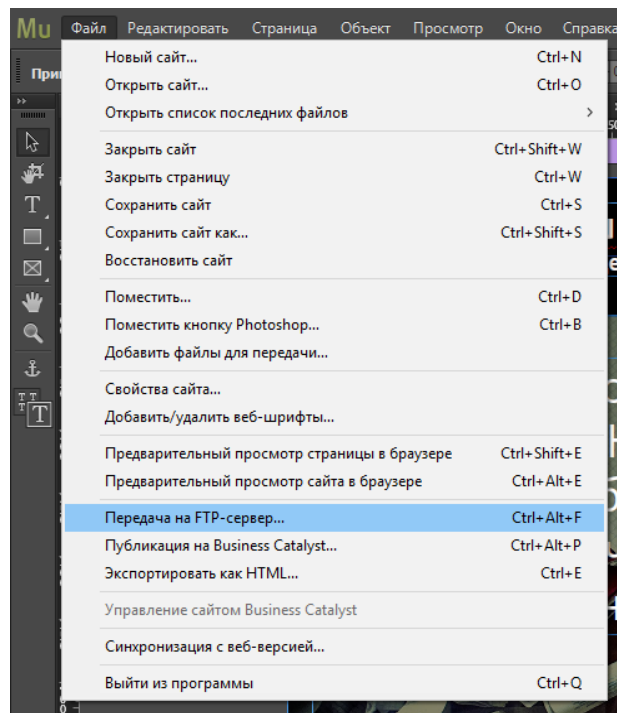 Mu Файл Редактировать Страница Объект Просмотр Окно Справка
Новый сайт... Ctrl+N
Открыть сайт... Ctrl+O
Открыть список последних файлов
Закрыть сайт Ctrl+Shift+W
Закрыть страницу Ctrl+W
Сохранить сайт Ctrl+S
Сохранить сайт как... Ctrl+Shift+S
Восстановить сайт
Поместить... Ctrl+D
Поместить кнопку Photoshop... Ctrl+B
Добавить файлы для передачи...
Свойства сайта...
Добавить/удалить веб-шрифты...
Предварительный просмотр страницы в браузере Ctrl+Shift+E
Предварительный просмотр сайта в браузере Ctrl+Alt+E
Передача на FTP-сервер... Ctrl+Alt+F
Публикация на Business Catalyst... Ctrl+Alt+P
Экспортировать как HTML... Ctrl+E
Управление сайтом Business Catalyst
Синхронизация с веб-версией...
Выйти из программы Ctrl+Q